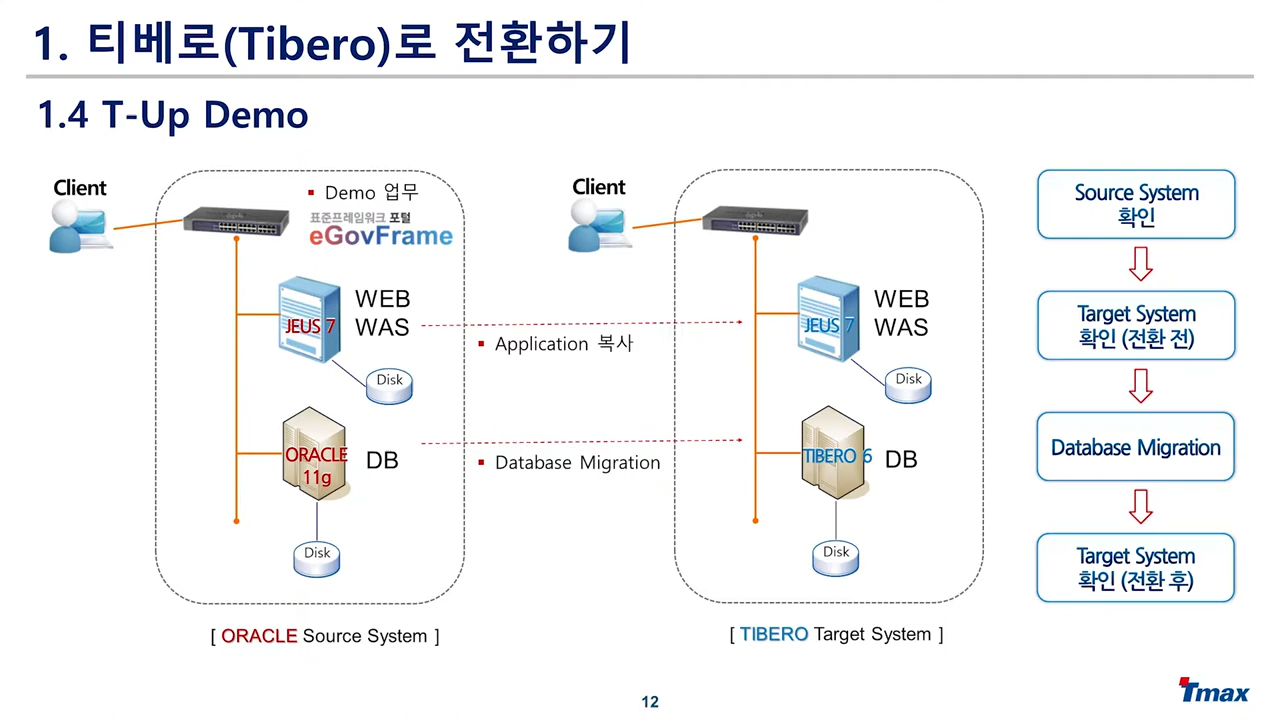 1. 티베로(Tibero)로 전환하기
1.4 T-Up Demo
Client
▪ Demo 업무
표준프레임워크 포털
eGovFrame
JEUS 7
WEB
WAS
Disk
ORACLE
11g
DB
Disk
[ ORACLE Source System ]
▪ Application 복사
▪ Database Migration
Client
JEUS 7
WEB
WAS
Disk
TIBERO 6
DB
Disk
[ TIBERO Target System ]
Source System
확인
Target System
확인 (전환 전)
Database Migration
Target System
확인 (전환 후)
12
Tmax